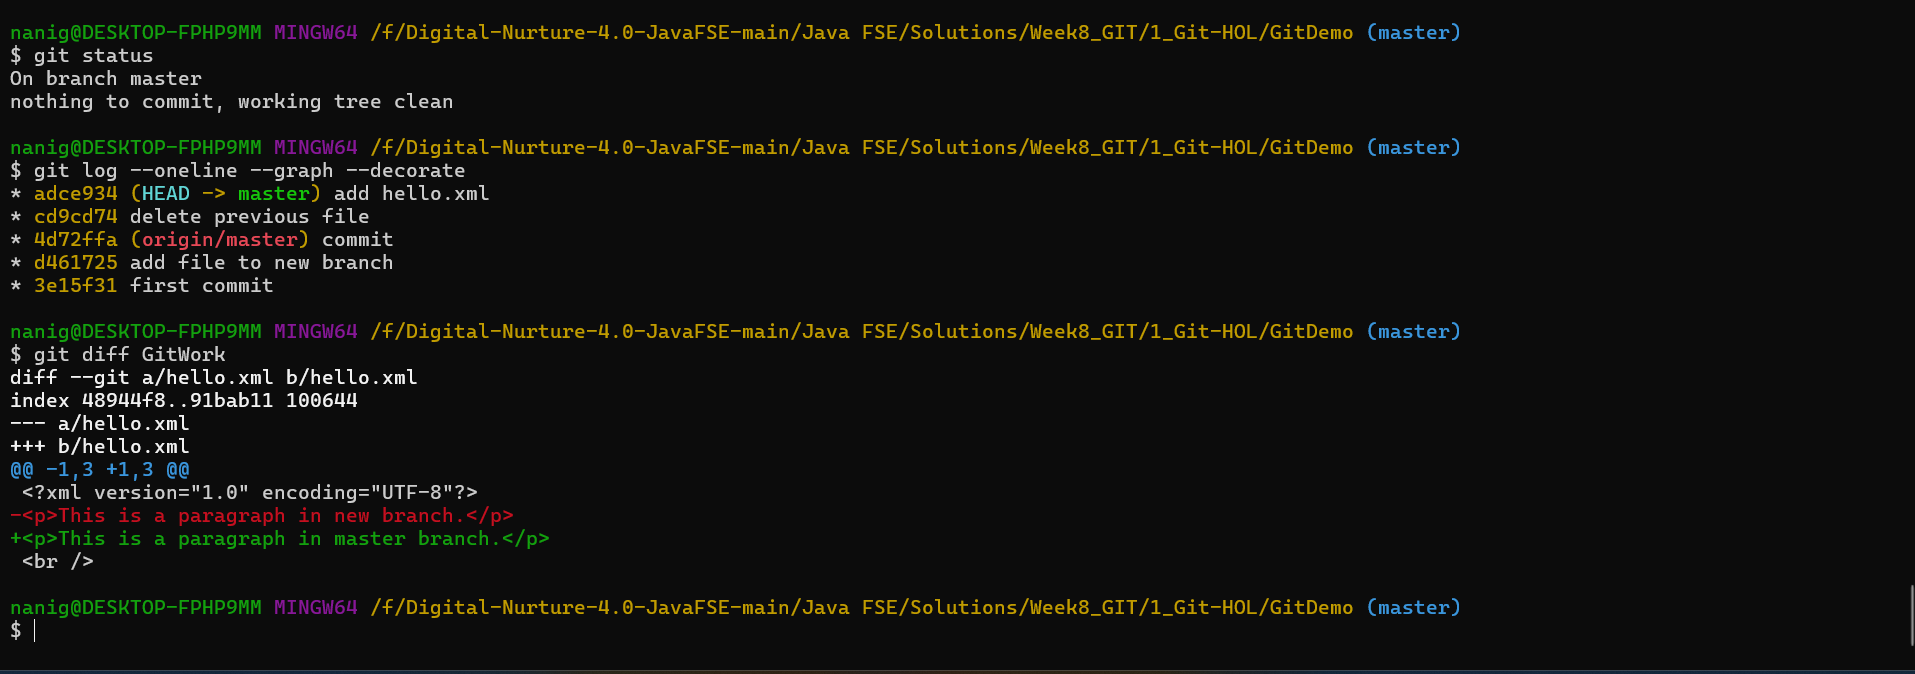 nanig@DESKTOP-FPHP9MM MINGW64 /f/Digital-Nurture-4.0-JavaFSE-main/Java FSE/Solutions/Week8_GIT/1_Git-HOL/GitDemo (master)
$ git status
On branch master
nothing to commit, working tree clean
nanig@DESKTOP-FPHP9MM MINGW64 /f/Digital-Nurture-4.0-JavaFSE-main/Java FSE/Solutions/Week8_GIT/1_Git-HOL/GitDemo (master)
$ git log --oneline --graph --decorate
* adce934 (HEAD -> master) add hello.xml
* cd9cd74 delete previous file
* 4d72ffa (origin/master) commit
* d461725 add file to new branch
* 3e15f31 first commit
nanig@DESKTOP-FPHP9MM MINGW64 /f/Digital-Nurture-4.0-JavaFSE-main/Java FSE/Solutions/Week8_GIT/1_Git-HOL/GitDemo (master)
$ git diff GitWork
diff --git a/hello.xml b/hello.xml
index 48944f8..91bab11 100644
--- a/hello.xml
+++ b/hello.xml
@@ -1,3 +1,3 @@
 <?xml version="1.0" encoding="UTF-8"?>
-<p>This is a paragraph in new branch.</p>
+<p>This is a paragraph in master branch.</p>
 <br />
nanig@DESKTOP-FPHP9MM MINGW64 /f/Digital-Nurture-4.0-JavaFSE-main/Java FSE/Solutions/Week8_GIT/1_Git-HOL/GitDemo (master)
$